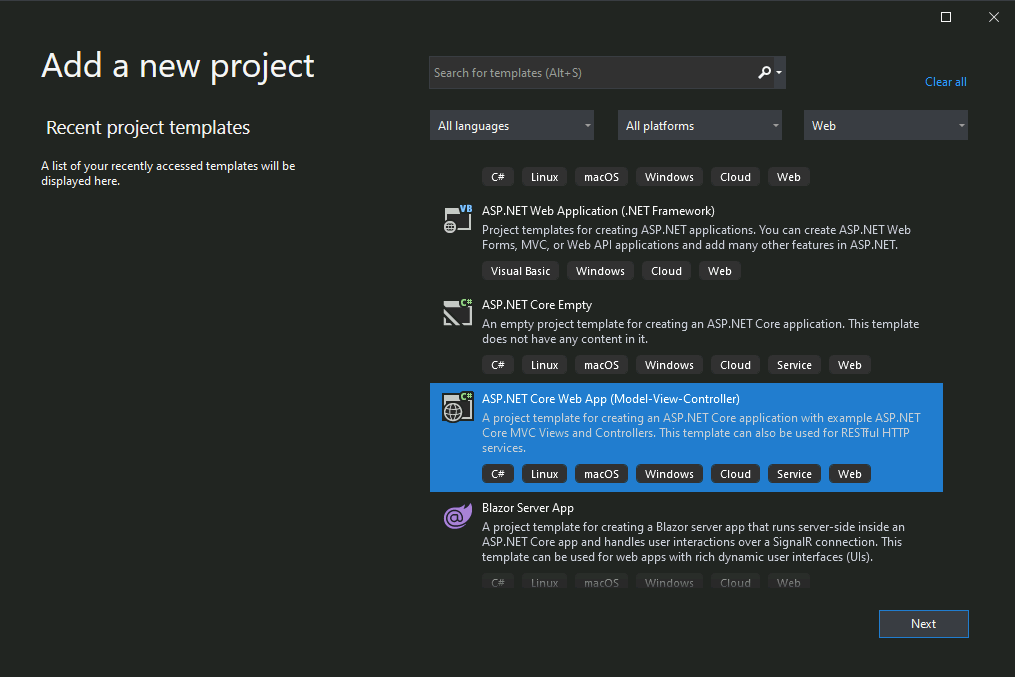 Add a new project
Search for templates (Alt+S)
Clear all
Recent project templates
All languages
All platforms
Web
A list of your recently accessed templates will be
displayed here.
C# Linux macOS Windows Cloud Web
VB
ASP.NET Web Application (.NET Framework)
Project templates for creating ASP.NET applications. You can create ASP.NET Web
Forms, MVC, or Web API applications and add many other features in ASP.NET.
Visual Basic Windows Cloud Web
C#
ASP.NET Core Empty
An empty project template for creating an ASP.NET Core application. This template
does not have any content in it.
C# Linux macOS Windows Cloud Service Web
C#
ASP.NET Core Web App (Model-View-Controller)
A project template for creating an ASP.NET Core application with example ASP.NET
Core MVC Views and Controllers. This template can also be used for RESTful HTTP
services.
C# Linux macOS Windows Cloud Service Web
Blazor Server App
A project template for creating a Blazor server app that runs server-side inside an
ASP.NET Core app and handles user interactions over a SignalR connection. This
template can be used for web apps with rich dynamic user interfaces (UIs).
C# Linux macOS Windows Cloud Web
Next